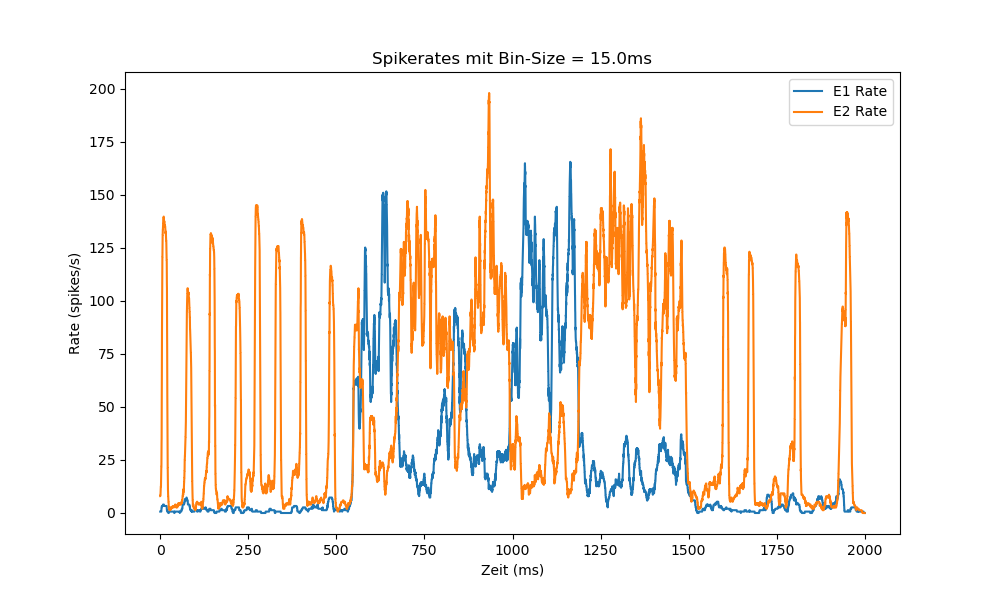 Spikerates mit Bin-Size = 15.0ms
E1 Rate
E2 Rate
200
175
150
125
100
75
50
25
0
Rate (spikes/s)
0 250 500 750 1000 1250 1500 1750 2000
Zeit (ms)